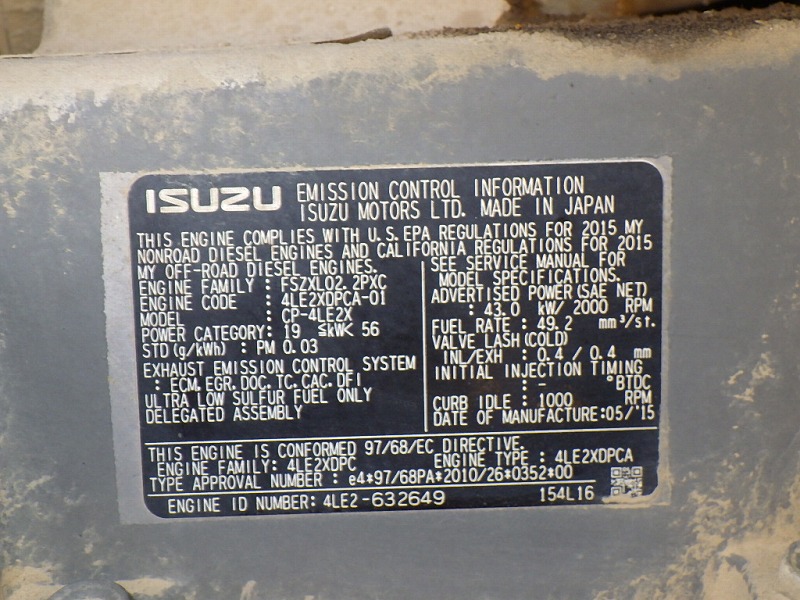 ISUZU EMISSION CONTROL INFORMATION
ISUZU MOTORS LTD. MADE IN JAPAN
THIS ENGINE COMPLIES WITH U.S.EPA REGULATIONS FOR 2015 MY
NONROAD DIESEL ENGINES AND CALIFORNIA REGULATIONS FOR 2015
MY OFF-ROAD DIESEL ENGINES.
ENGINE FAMILY : FSZXL02.2PXC
ENGINE CODE : 4LE2XDPCA-01
MODEL : CP-4LE2X
POWER CATEGORY: 19 ≤kW< 56
STD (g/kWh) : PM 0.03
EXHAUST EMISSION CONTROL SYSTEM
: ECM, EGR, DOC, TC, CAC, DFI
ULTRA LOW SULFUR FUEL ONLY
DELEGATED ASSEMBLY
SEE SERVICE MANUAL FOR
MODEL SPECIFICATIONS.
ADVERTISED POWER(SAE NET)
: 43.0 kW/ 2000 RPM
FUEL RATE : 49.2 mm³/st.
VALVE LASH(COLD)
INL/EXH : 0.4 / 0.4 mm
INITIAL INJECTION TIMING
: - °BTDC
CURB IDLE : 1000 RPM
DATE OF MANUFACTURE:05/'15
THIS ENGINE IS CONFORMED 97/68/EC DIRECTIVE.
ENGINE FAMILY: 4LE2XDPC ENGINE TYPE : 4LE2XDPCA
TYPE APPROVAL NUMBER : e4*97/68PA*2010/26*0352*00
ENGINE ID NUMBER: 4LE2-632649 154L16